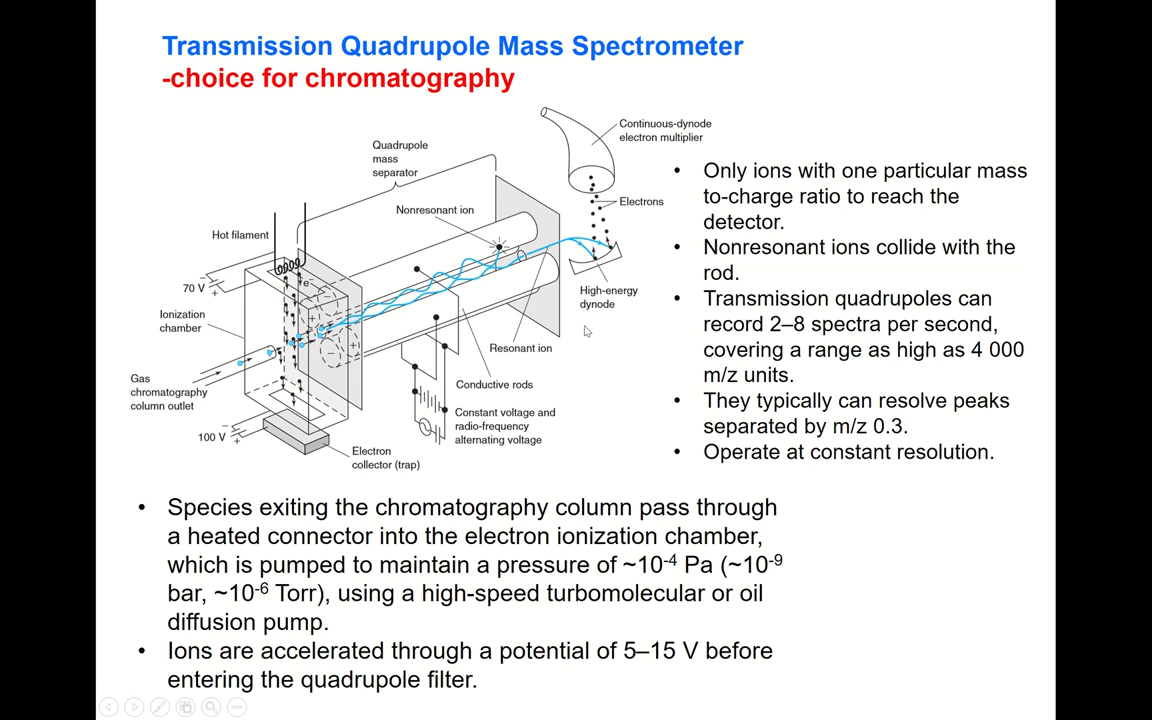 Transmission Quadrupole Mass Spectrometer
-choice for chromatography
Continuous-dynode
electron multiplier
Quadrupole
mass
separator
Electrons
Nonresonant ion
Hot filament
e⁻
70 V
− +
High-energy
dynode
Ionization
chamber
Resonant ion
Gas
chromatography
column outlet
Conductive rods
Constant voltage and
radio-frequency
alternating voltage
100 V
− +
Electron
collector (trap)
• Only ions with one particular mass
to-charge ratio to reach the
detector.
• Nonresonant ions collide with the
rod.
• Transmission quadrupoles can
record 2–8 spectra per second,
covering a range as high as 4 000
m/z units.
• They typically can resolve peaks
separated by m/z 0.3.
• Operate at constant resolution.
• Species exiting the chromatography column pass through
a heated connector into the electron ionization chamber,
which is pumped to maintain a pressure of ~10⁻⁴ Pa (~10⁻⁹
bar, ~10⁻⁶ Torr), using a high-speed turbomolecular or oil
diffusion pump.
• Ions are accelerated through a potential of 5–15 V before
entering the quadrupole filter.